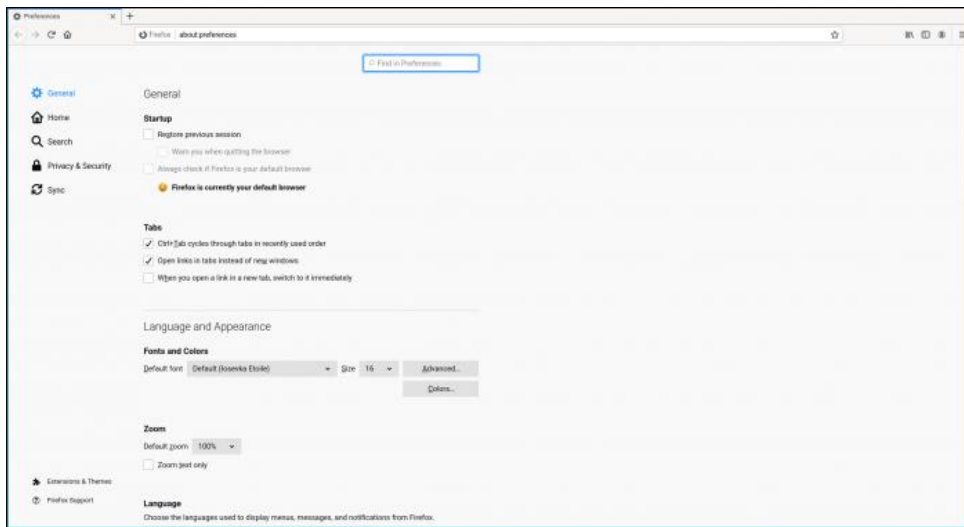 Preferences
Firefox about:preferences
Find in Preferences
General
Home
Search
Privacy & Security
Sync
Extensions & Themes
Firefox Support
General
Startup
Restore previous session
Warn you when quitting the browser
Always check if Firefox is your default browser
Firefox is currently your default browser
Tabs
Ctrl+Tab cycles through tabs in recently used order
Open links in tabs instead of new windows
When you open a link in a new tab, switch to it immediately
Language and Appearance
Fonts and Colors
Default font Default (Iosevka Etoile) Size 16 Advanced...
Colors...
Zoom
Default zoom 100%
Zoom text only
Language
Choose the languages used to display menus, messages, and notifications from Firefox.